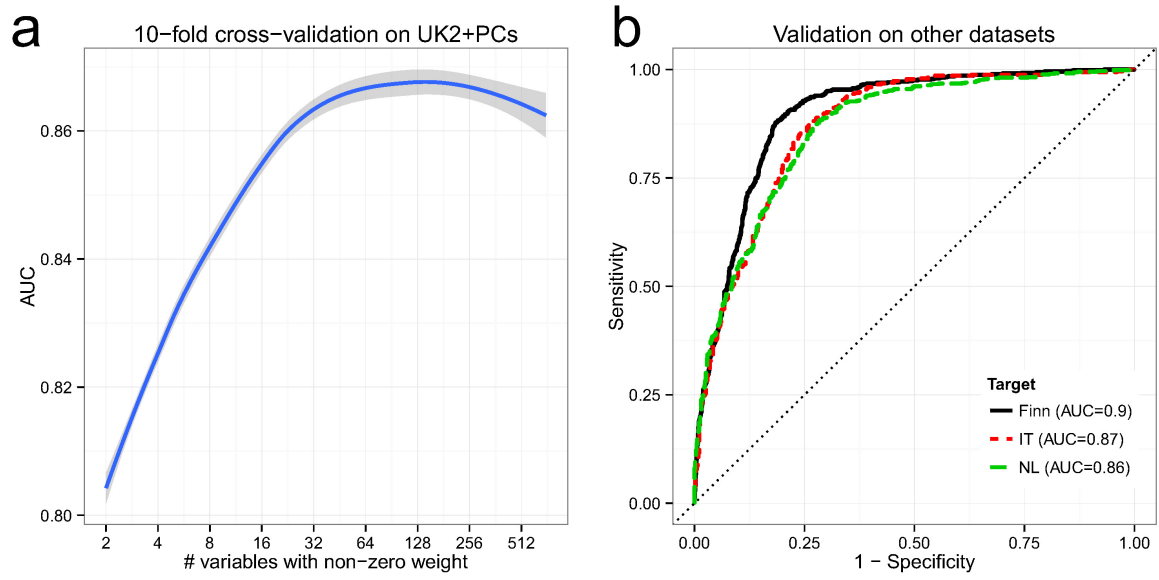 a
10−fold cross−validation on UK2+PCs
AUC
0.86
0.84
0.82
0.80
2 4 8 16 32 64 128 256 512
# variables with non−zero weight
b
Validation on other datasets
Sensitivity
1.00
0.75
0.50
0.25
0.00
Target
Finn (AUC=0.9)
IT (AUC=0.87)
NL (AUC=0.86)
0.00 0.25 0.50 0.75 1.00
1 − Specificity